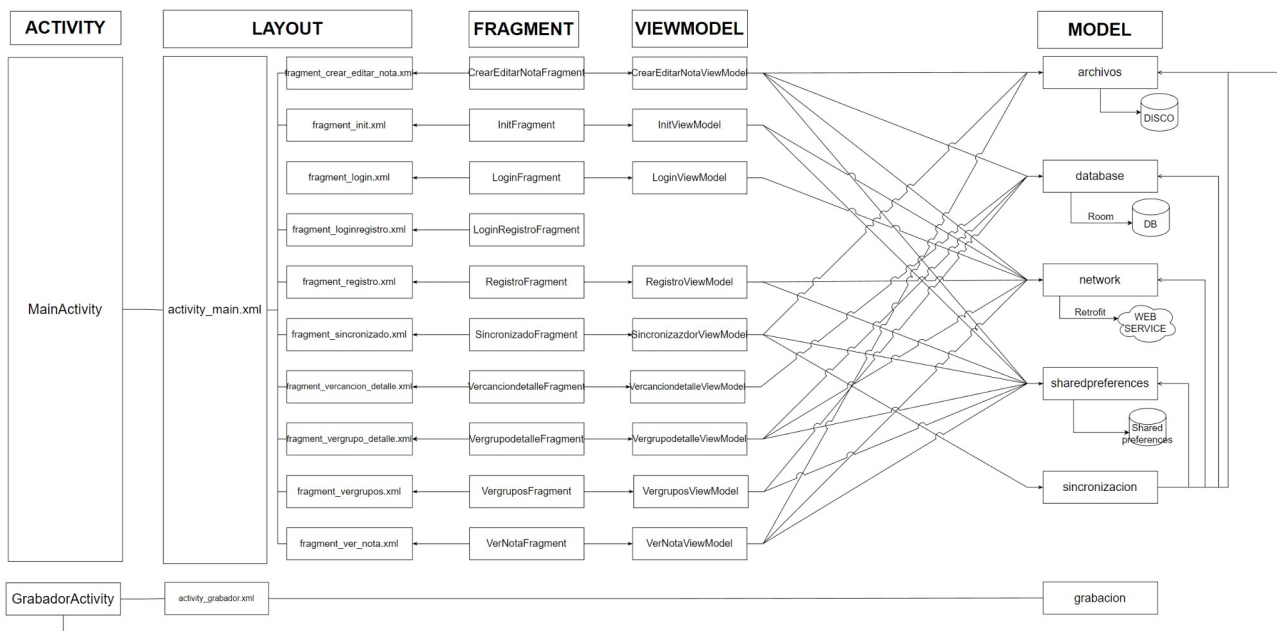 ACTIVITY
LAYOUT
FRAGMENT
VIEWMODEL
MODEL
fragment_crear_editar_nota.xml
CrearEditarNotaFragment
CrearEditarNotaViewModel
archivos
DISCO
fragment_init.xml
InitFragment
InitViewModel
fragment_login.xml
LoginFragment
LoginViewModel
database
Room
DB
fragment_loginregistro.xml
LoginRegistroFragment
fragment_registro.xml
RegistroFragment
RegistroViewModel
network
Retrofit
WEB
SERVICE
MainActivity
activity_main.xml
fragment_sincronizado.xml
SincronizadoFragment
SincronizazdorViewModel
fragment_vercancion_detalle.xml
VercanciondetalleFragment
VercanciondetalleViewModel
sharedpreferences
Shared
preferences
fragment_vergrupo_detalle.xml
VergrupodetalleFragment
VergrupodetalleViewModel
fragment_vergrupos.xml
VergruposFragment
VergruposViewModel
sincronizacion
fragment_ver_nota.xml
VerNotaFragment
VerNotaViewModel
GrabadorActivity
activity_grabador.xml
grabacion